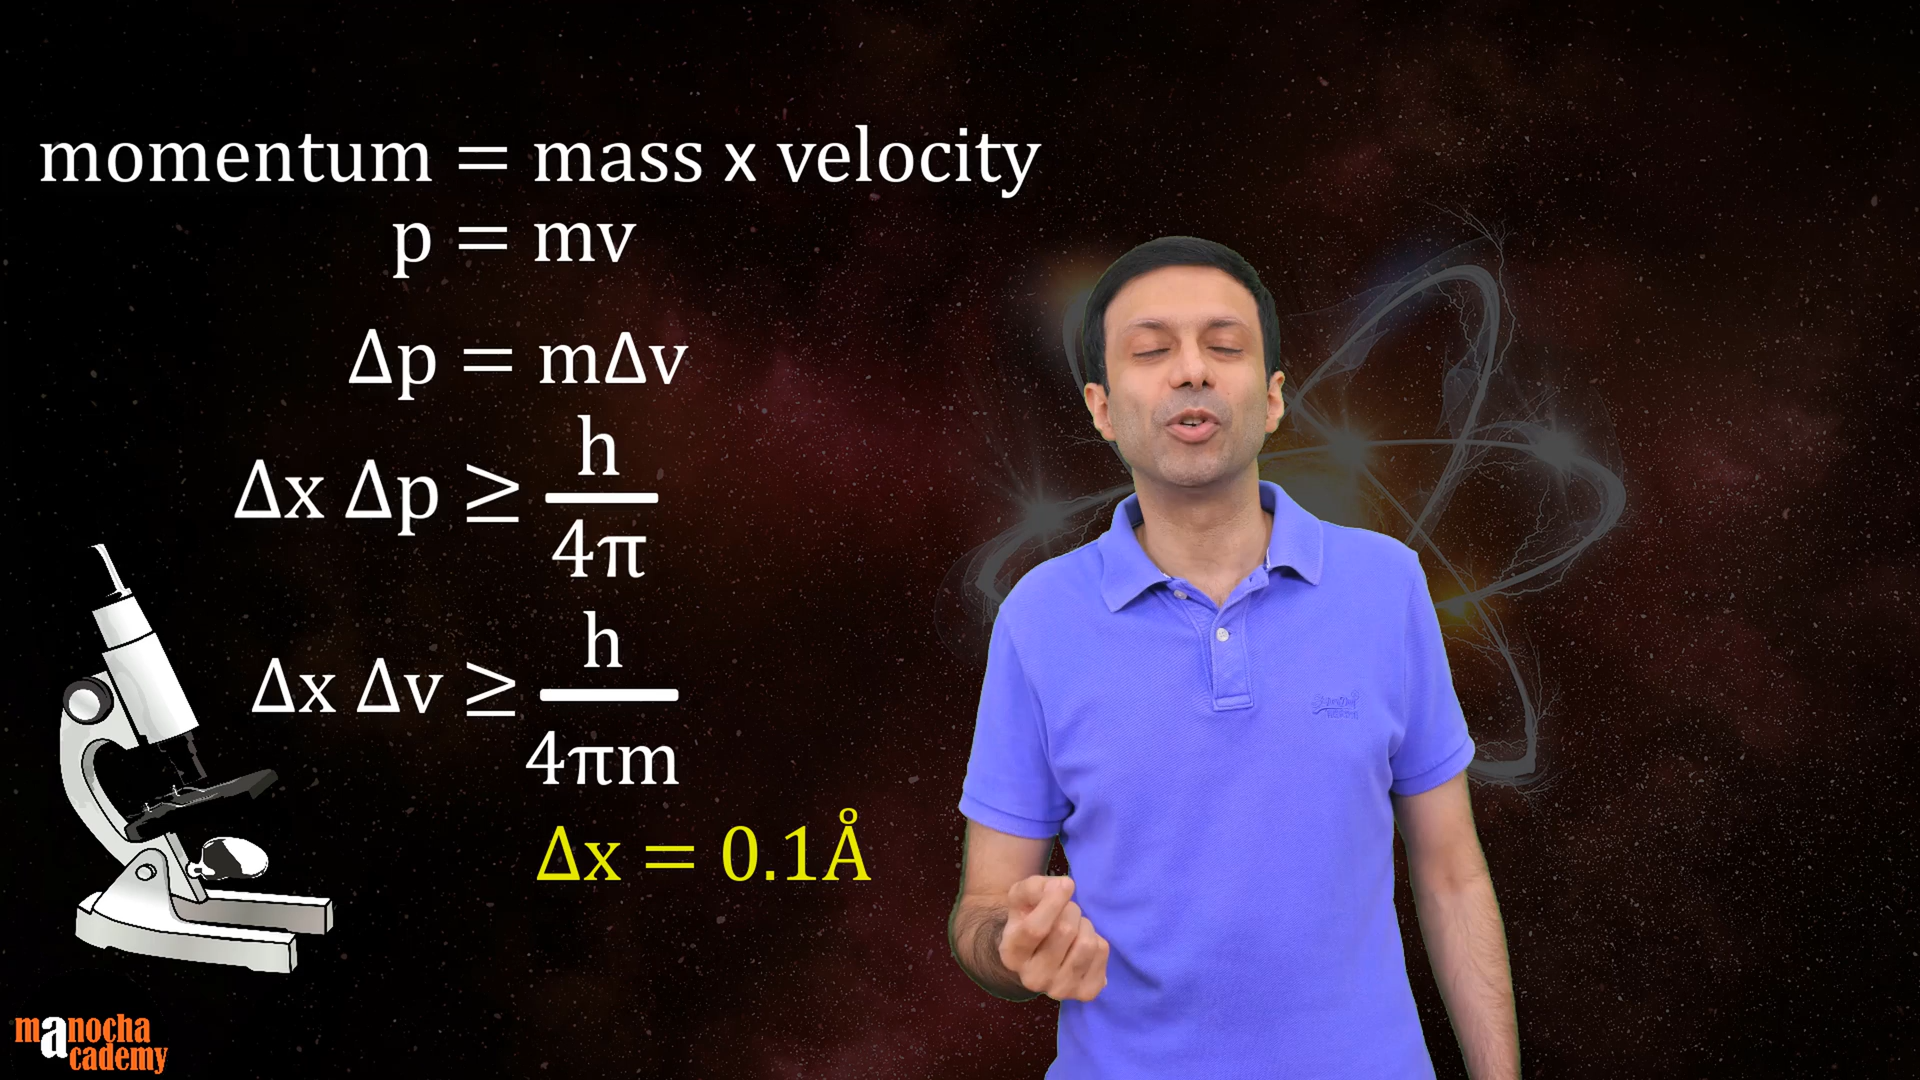 momentum = mass x velocity
p = mv
Δp = mΔv
Δx Δp ≥ h/4π
Δx Δv ≥ h/4πm
Δx = 0.1Å
manocha
academy